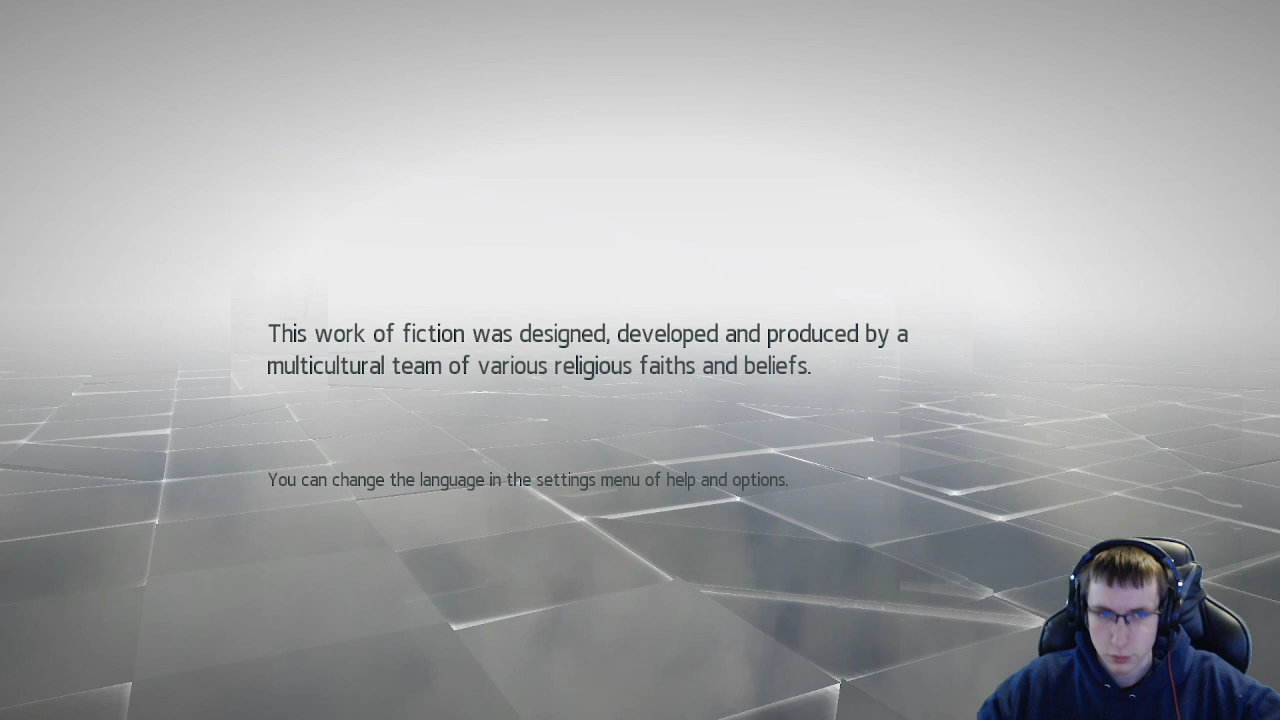 This work of fiction was designed, developed and produced by a
multicultural team of various religious faiths and beliefs.
You can change the language in the settings menu of help and options.